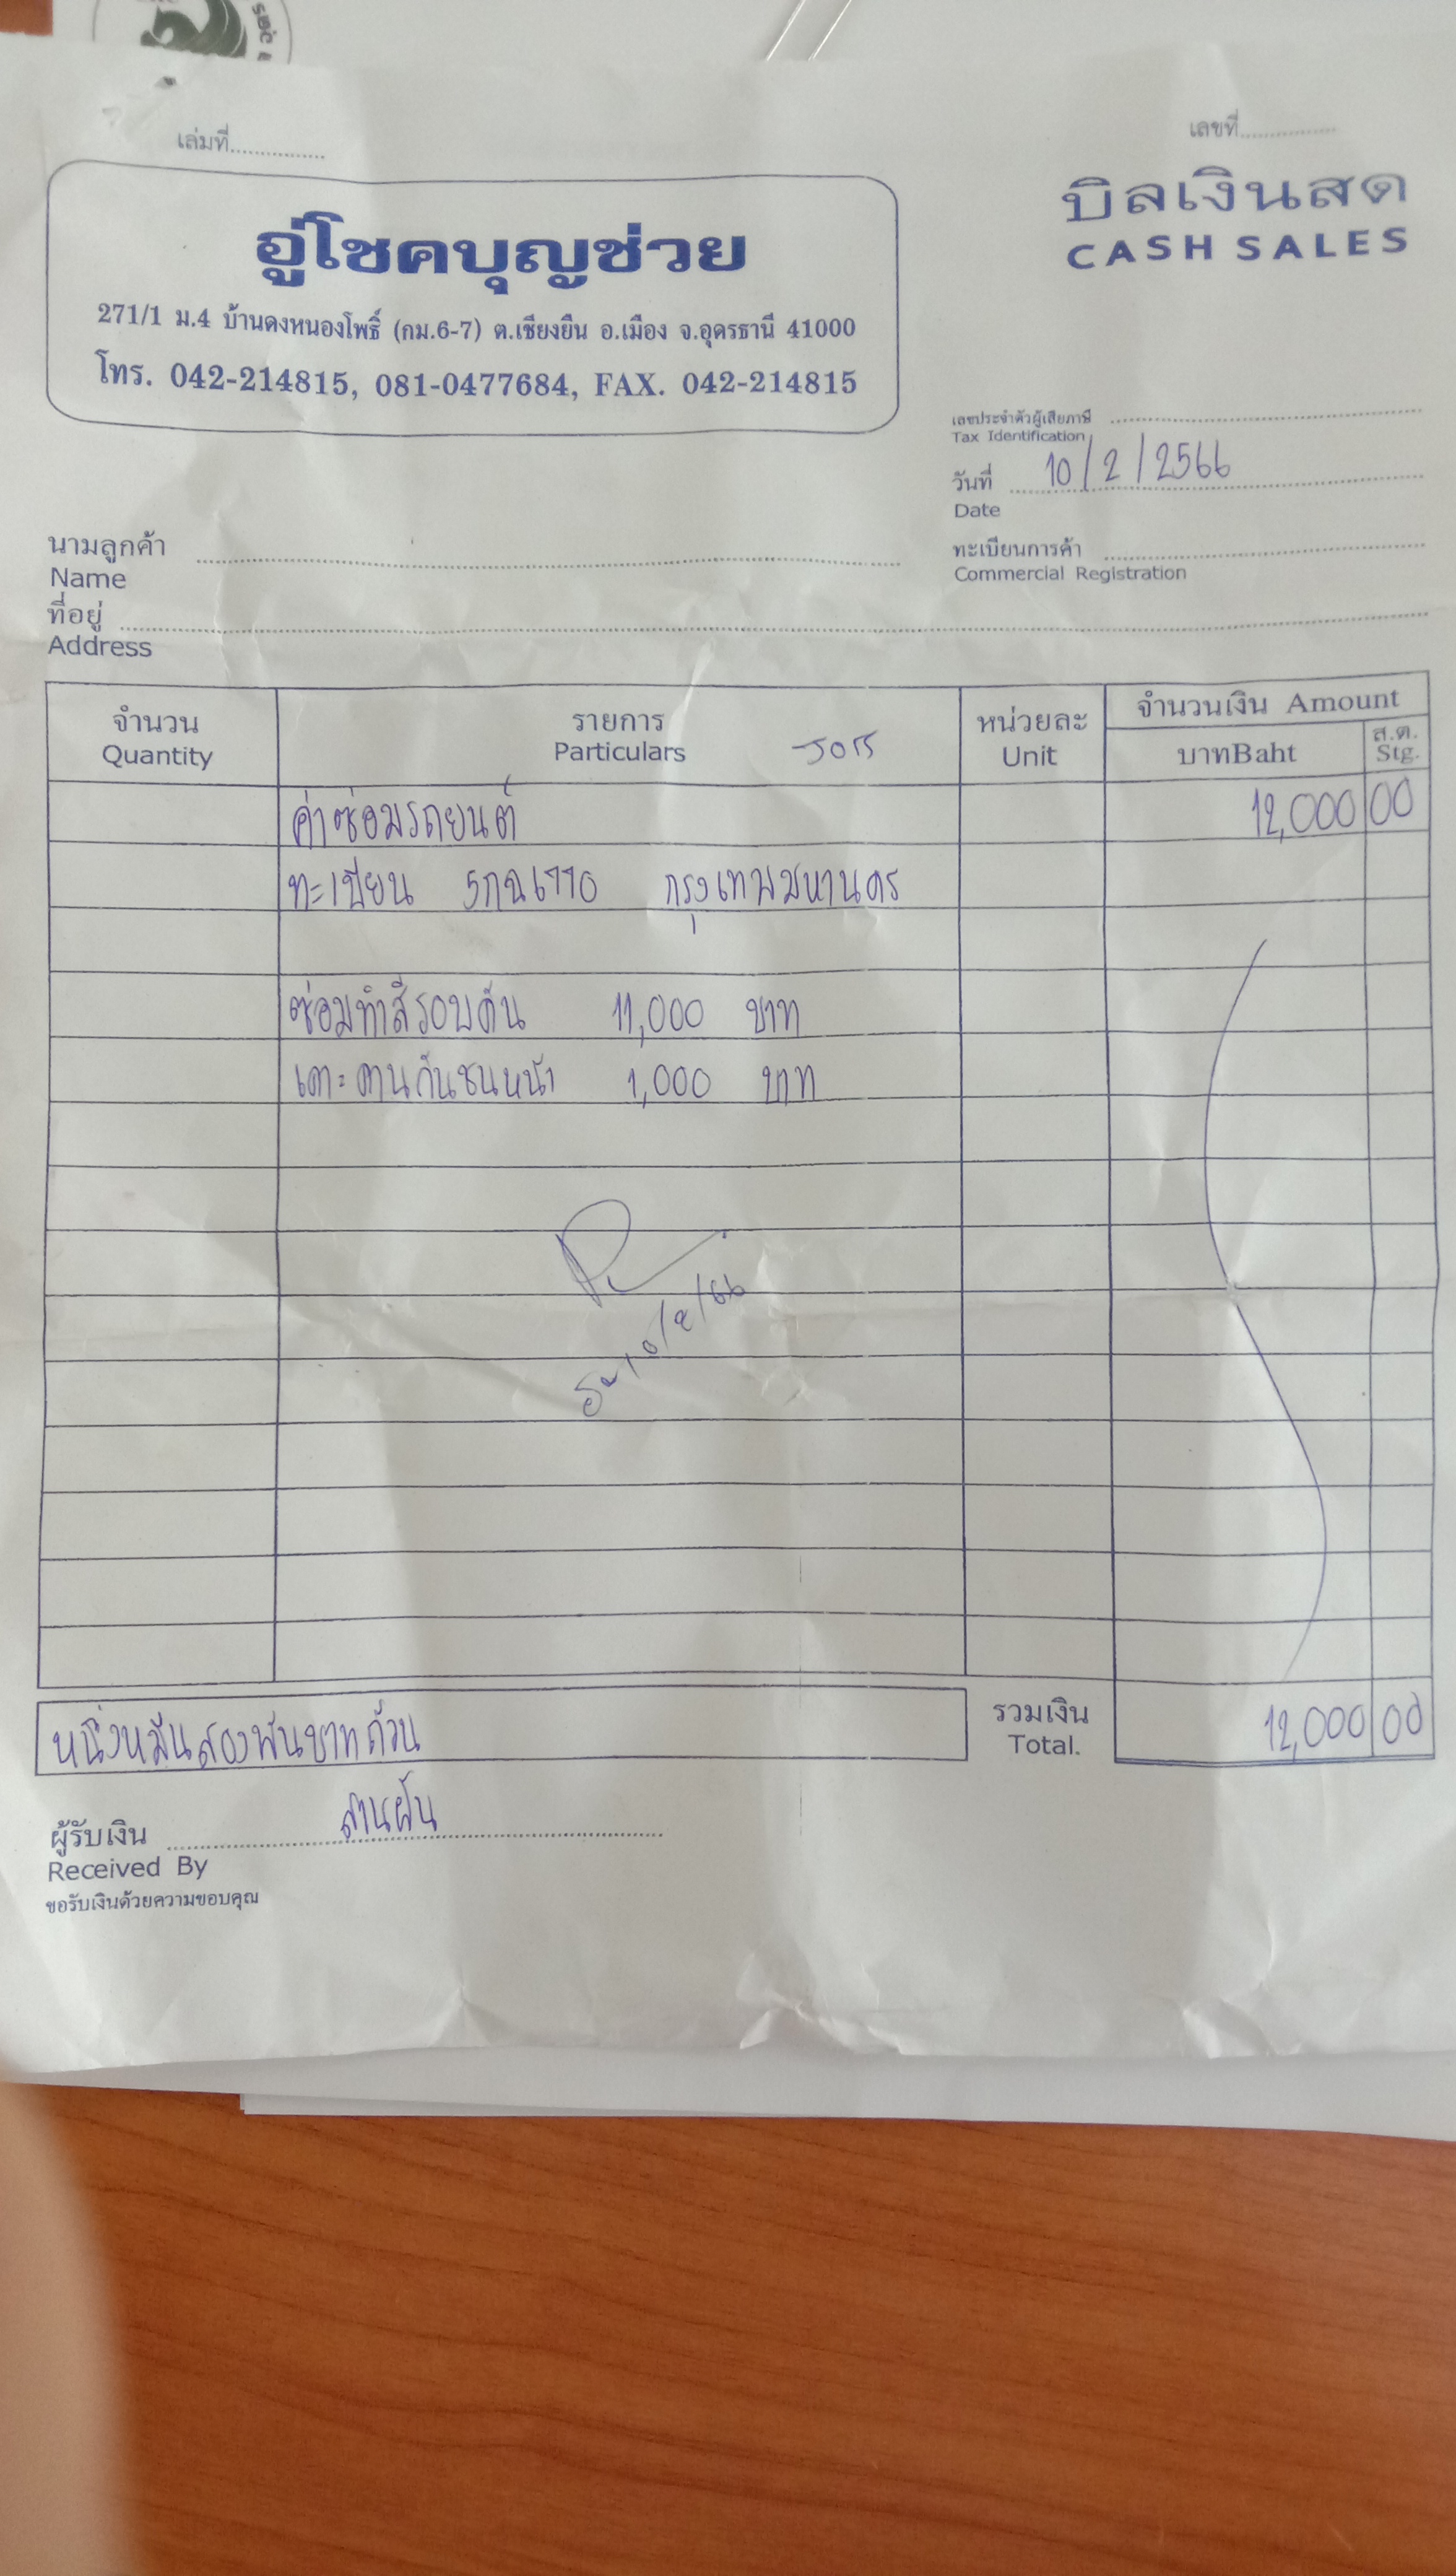 เล่มที่
เลขที่
อู่โชคบุญช่วย
271/1 ม.4 บ้านดงหนองโพธิ์ (กม.6-7) ต.เชียงยืน อ.เมือง จ.อุดรธานี 41000
โทร. 042-214815, 081-0477684, FAX. 042-214815
บิลเงินสด
CASH SALES
เลขประจำตัวผู้เสียภาษี
Tax Identification
วันที่ 10/2/2566
Date
นามลูกค้า
Name
ทะเบียนการค้า
Commercial Registration
ที่อยู่
Address
จำนวน รายการ หน่วยละ จำนวนเงิน Amount
Quantity Particulars Unit บาทBaht ส.ต. Stg.
ค่าซ่อมรถยนต์ 12,000 00
ทะเบียน 5กฉ6770 กรุงเทพมหานคร
ซ่อมทำสีรอบคัน 11,000 บาท
เคาะคานกันชนหน้า 1,000 บาท
10/2/66
หนึ่งหมื่นสองพันบาทถ้วน
รวมเงิน 12,000 00
Total.
ผู้รับเงิน
Received By
ขอรับเงินด้วยความขอบคุณ